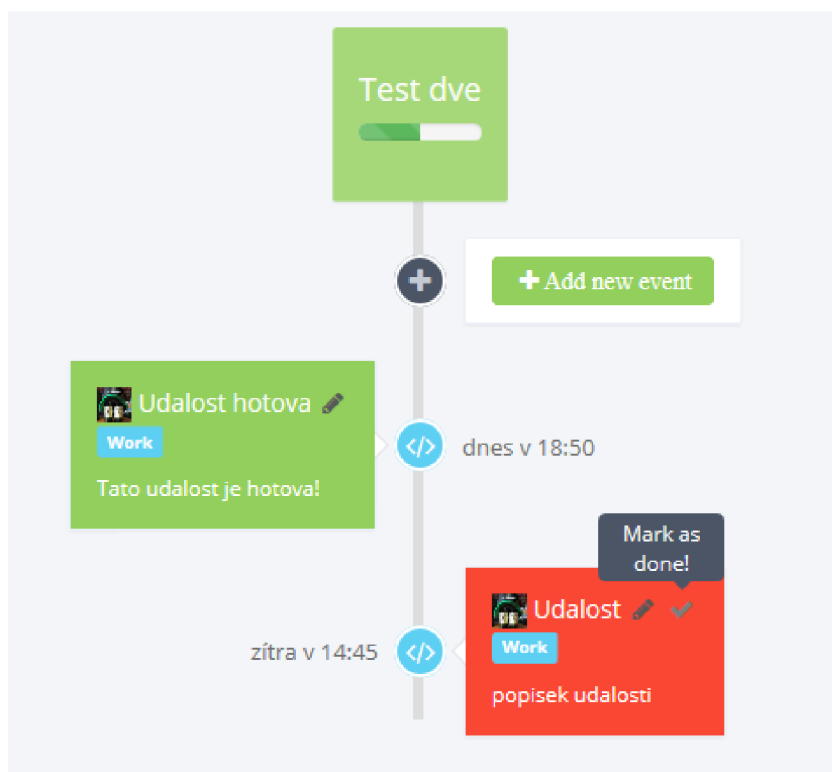 Test dve
Add new event
Udalost hotova
Work
dnes v 18:50
Tato udalost je hotova!
Mark as
done!
Udalost
zítra v 14:45
Work
popisek udalosti